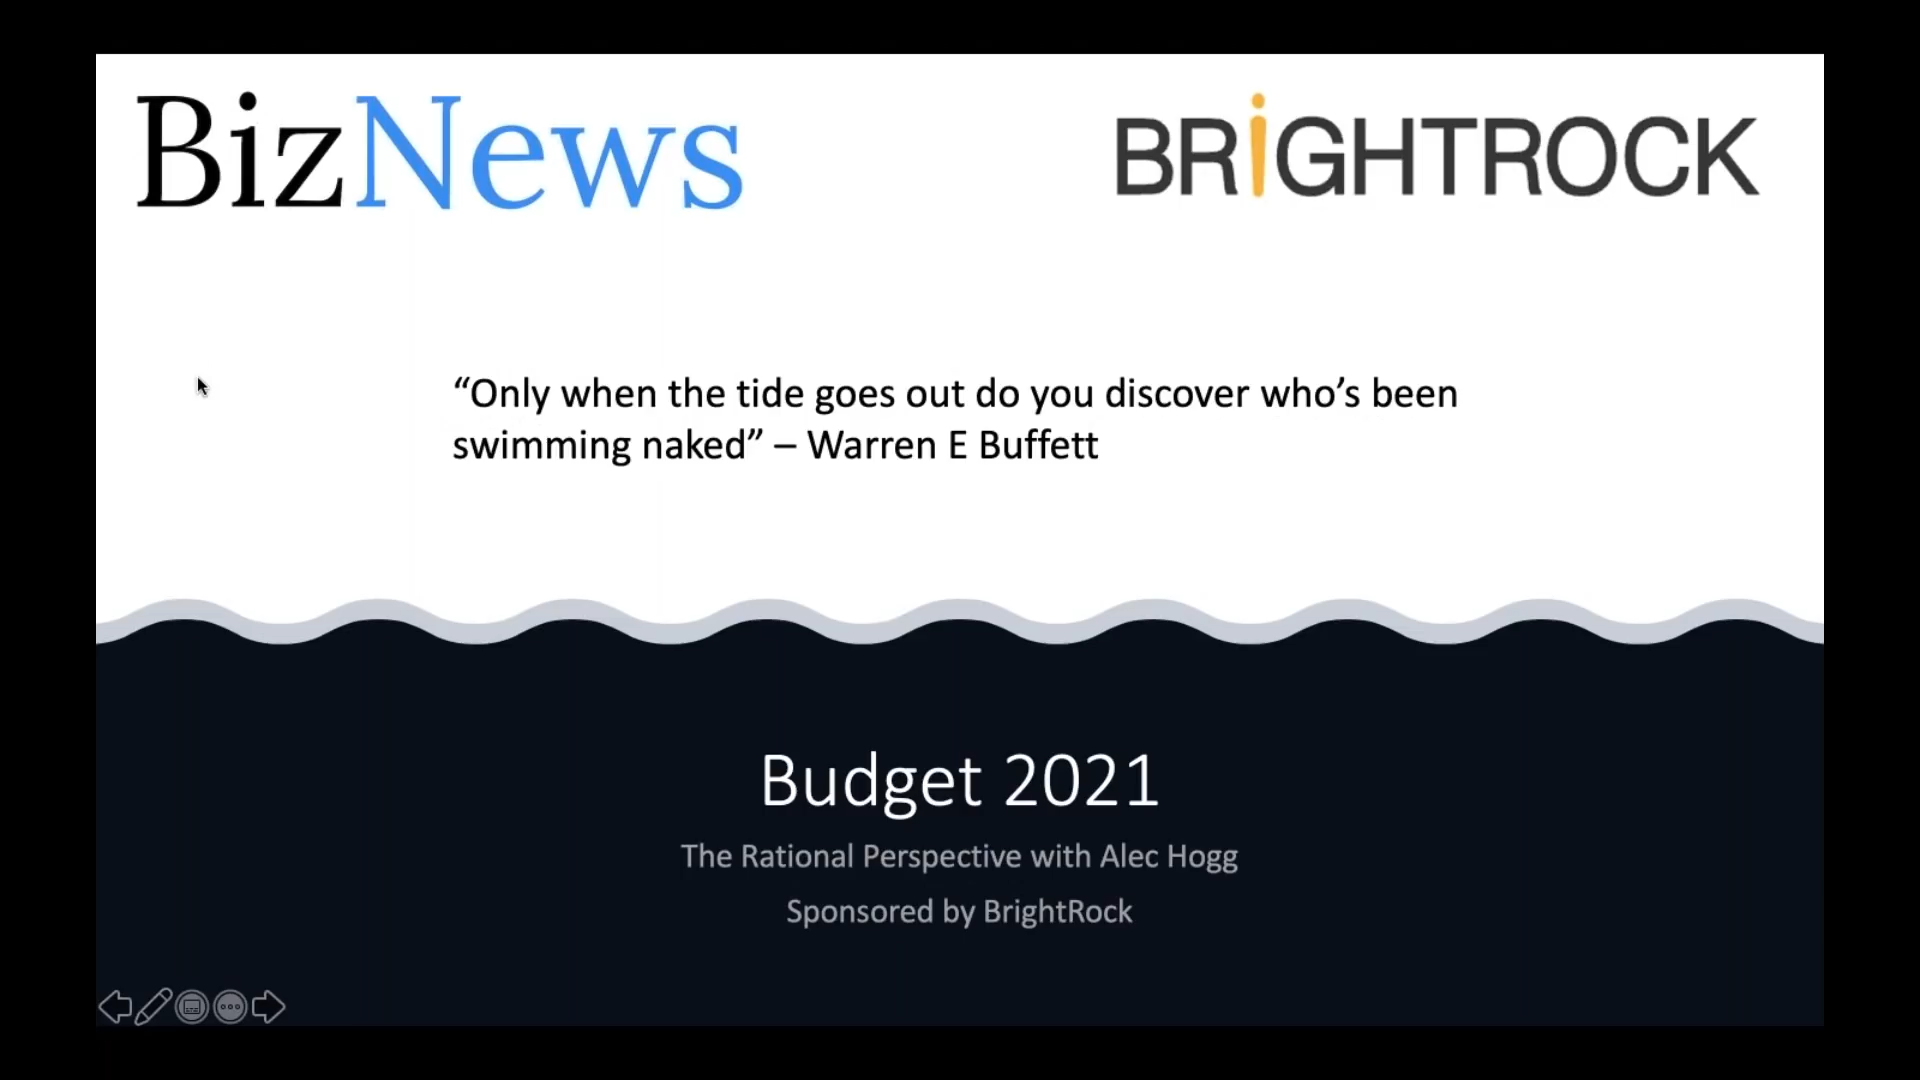 BizNews
BRiGHTROCK
“Only when the tide goes out do you discover who’s been
swimming naked” – Warren E Buffett
Budget 2021
The Rational Perspective with Alec Hogg
Sponsored by BrightRock